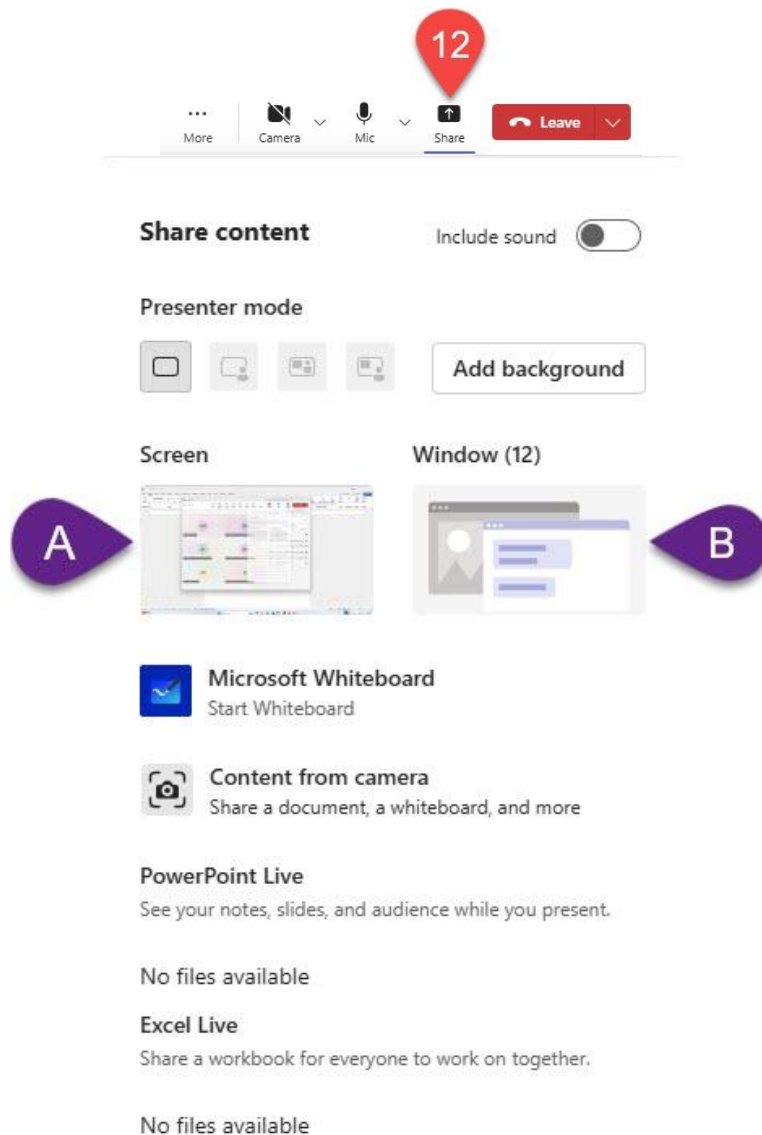 12
More
Camera
Mic
Share
Leave
Share content
Include sound
Presenter mode
Add background
Screen
Window (12)
A
B
Microsoft Whiteboard
Start Whiteboard
Content from camera
Share a document, a whiteboard, and more
PowerPoint Live
See your notes, slides, and audience while you present.
No files available
Excel Live
Share a workbook for everyone to work on together.
No files available